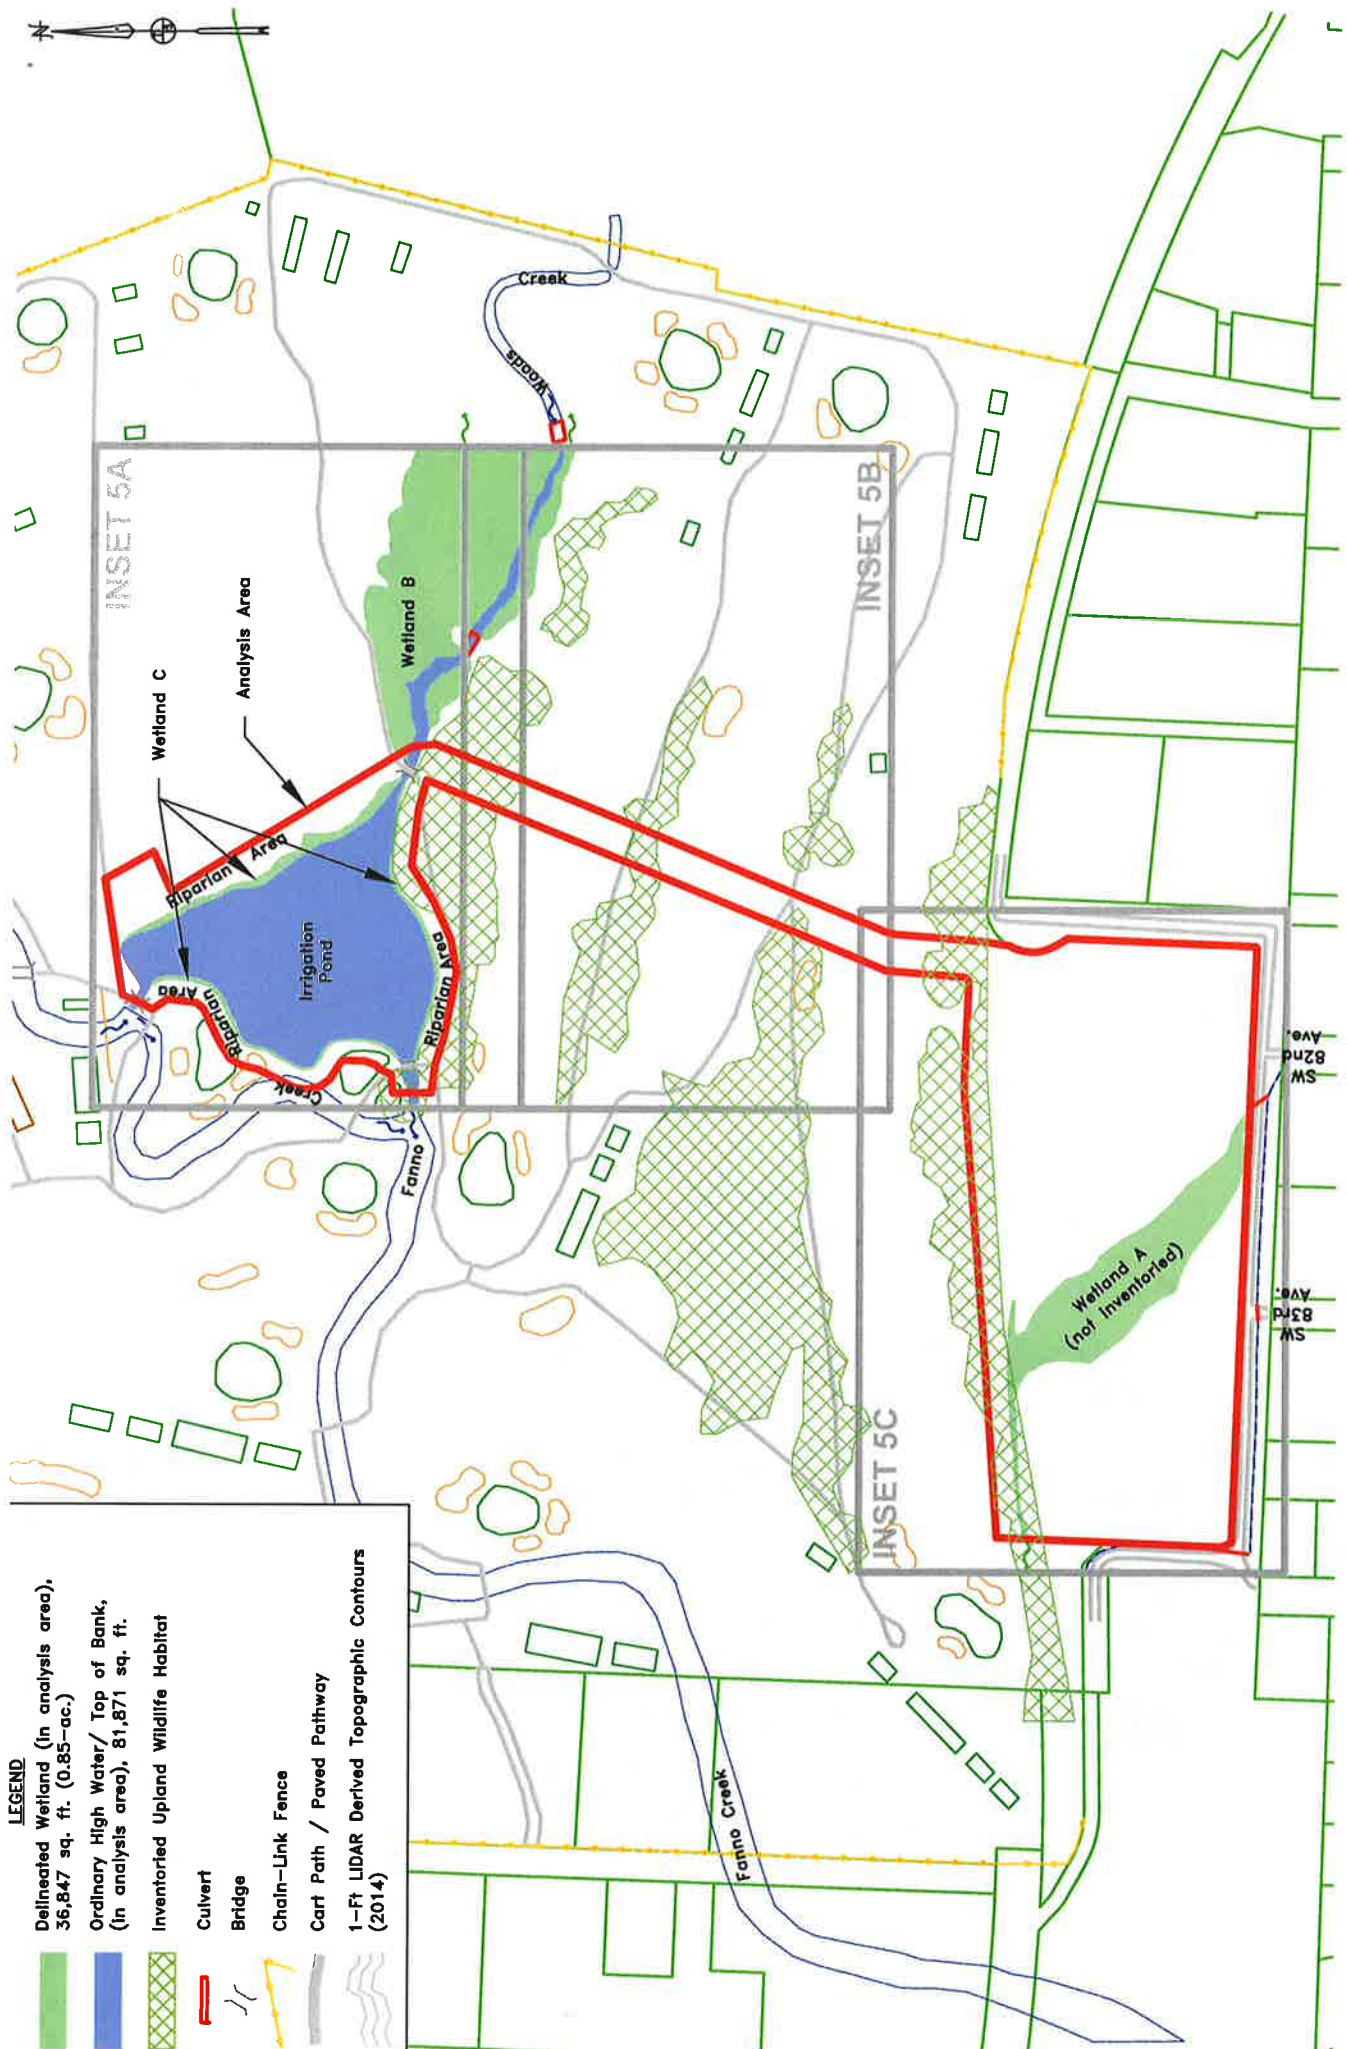 N
LEGEND
Delineated Wetland (in analysis area),
36,847 sq. ft. (0.85-ac.)
Ordinary High Water/ Top of Bank,
(in analysis area), 81,871 sq. ft.
Inventoried Upland Wildlife Habitat
Culvert
Bridge
Chain-Link Fence
Cart Path / Paved Pathway
1-Ft LIDAR Derived Topographic Contours
(2014)
INSET 5A
Wetland C
Analysis Area
Wetland B
Riparian Area
Riparian Area
Riparian Area
Irrigation
Pond
Woods
Creek
Fanno
Creek
INSET 5B
INSET 5C
Wetland A
(not inventoried)
SW
82nd
Ave.
SW
83rd
Ave.
Fanno Creek